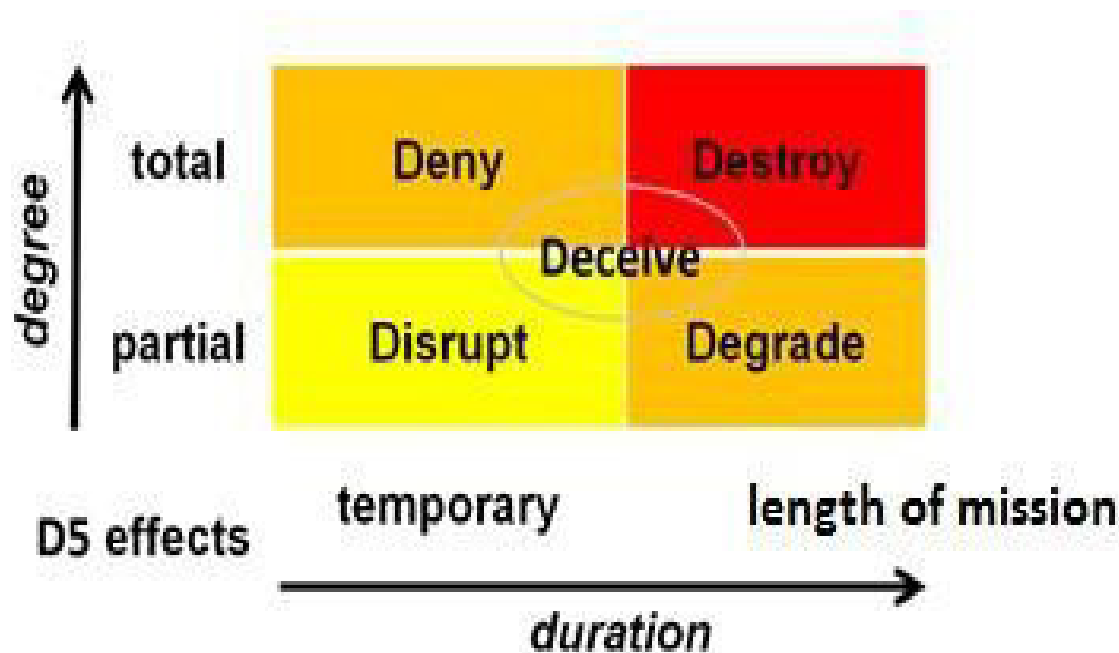 degree
total
Deny
Destroy
Deceive
partial
Disrupt
Degrade
D5 effects
temporary
length of mission
duration